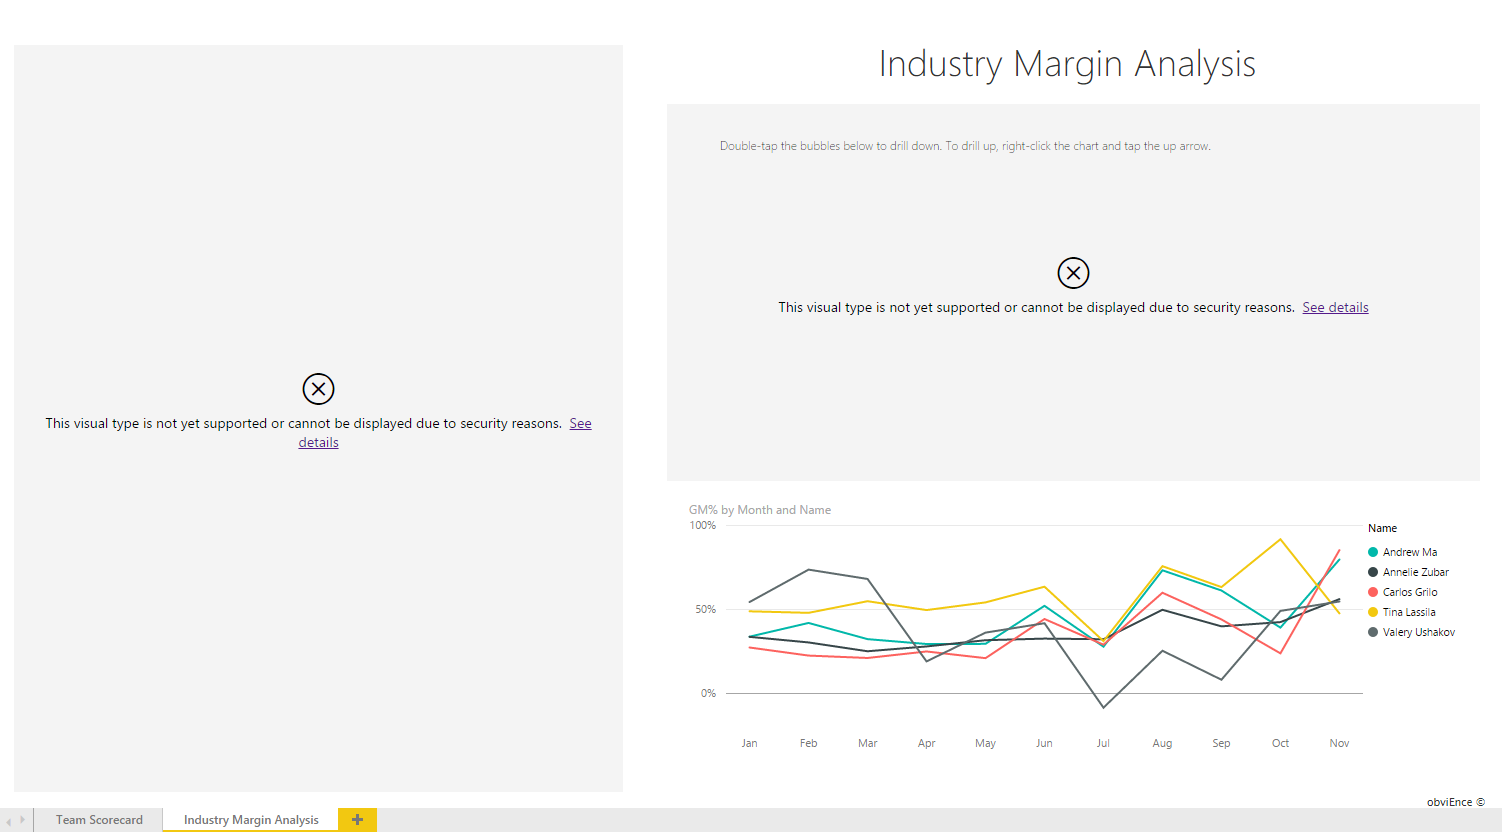 This visual type is not yet supported or cannot be displayed due to security reasons. See
details
Industry Margin Analysis
Double-tap the bubbles below to drill down. To drill up, right-click the chart and tap the up arrow.
This visual type is not yet supported or cannot be displayed due to security reasons. See details
GM% by Month and Name
100%
50%
0%
Jan Feb Mar Apr May Jun Jul Aug Sep Oct Nov
Name
Andrew Ma
Annelie Zubar
Carlos Grilo
Tina Lassila
Valery Ushakov
obviEnce ©
Team Scorecard Industry Margin Analysis